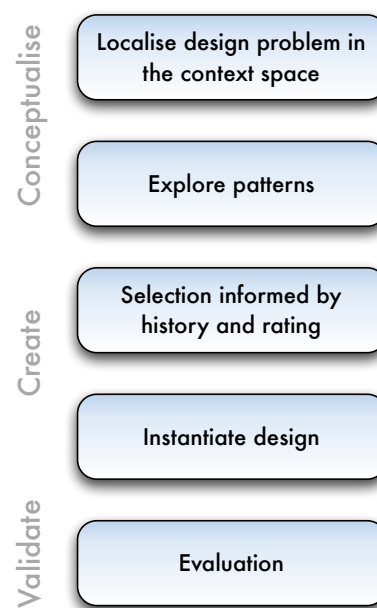 Conceptualise
Localise design problem in
the context space
Explore patterns
Create
Selection informed by
history and rating
Instantiate design
Validate
Evaluation